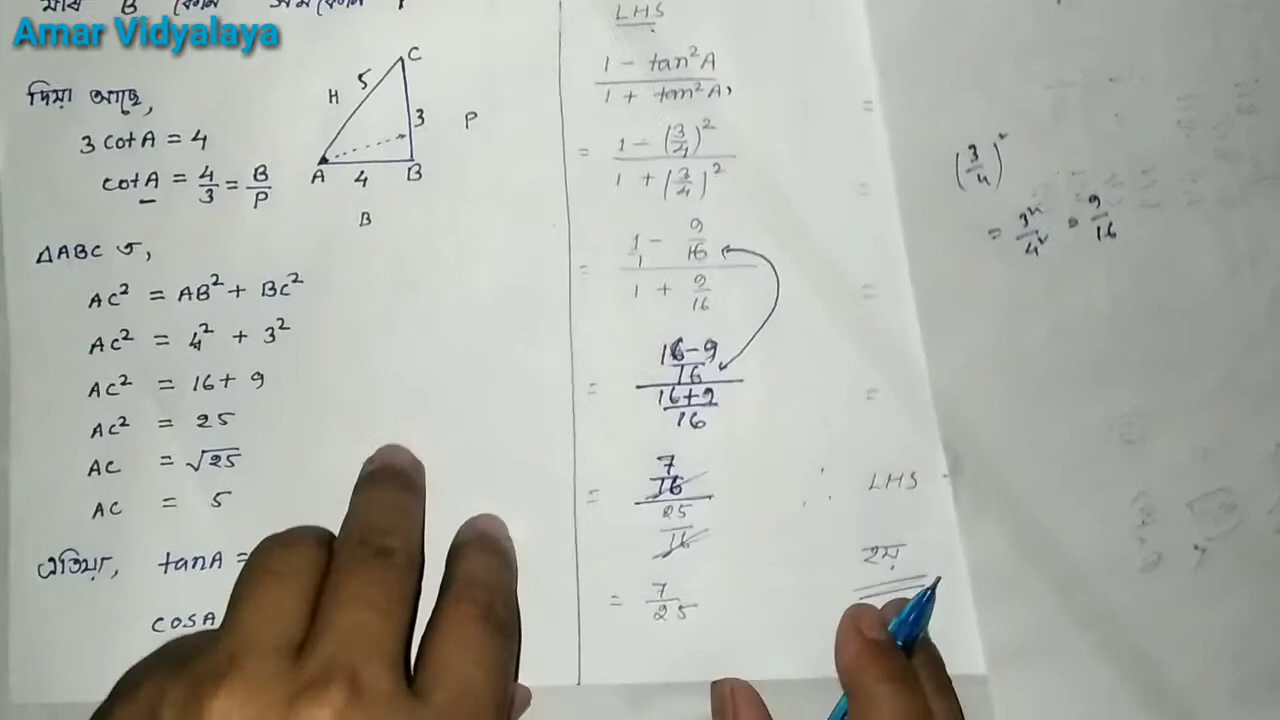 Amar Vidyalaya
দিয়া আছে,
3 cotA = 4
cotA = 4/3 = B/P
C
H 5
3 P
A 4 B
B
ΔABC ত,
AC² = AB² + BC²
AC² = 4² + 3²
AC² = 16 + 9
AC² = 25
AC = √25
AC = 5
এতিয়া, tanA =
COSA
LHS
1 - tan²A / 1 + tan²A,
= 1 - (3/4)² / 1 + (3/4)²
= 1/1 - 9/16 / 1 + 9/16
= 16-9/16 / 16+9/16
= 7/16 / 25/16
= 7/25
=
=
=
=
∴ LHS
হয়
(3/4)²
= 3²/4² = 9/16